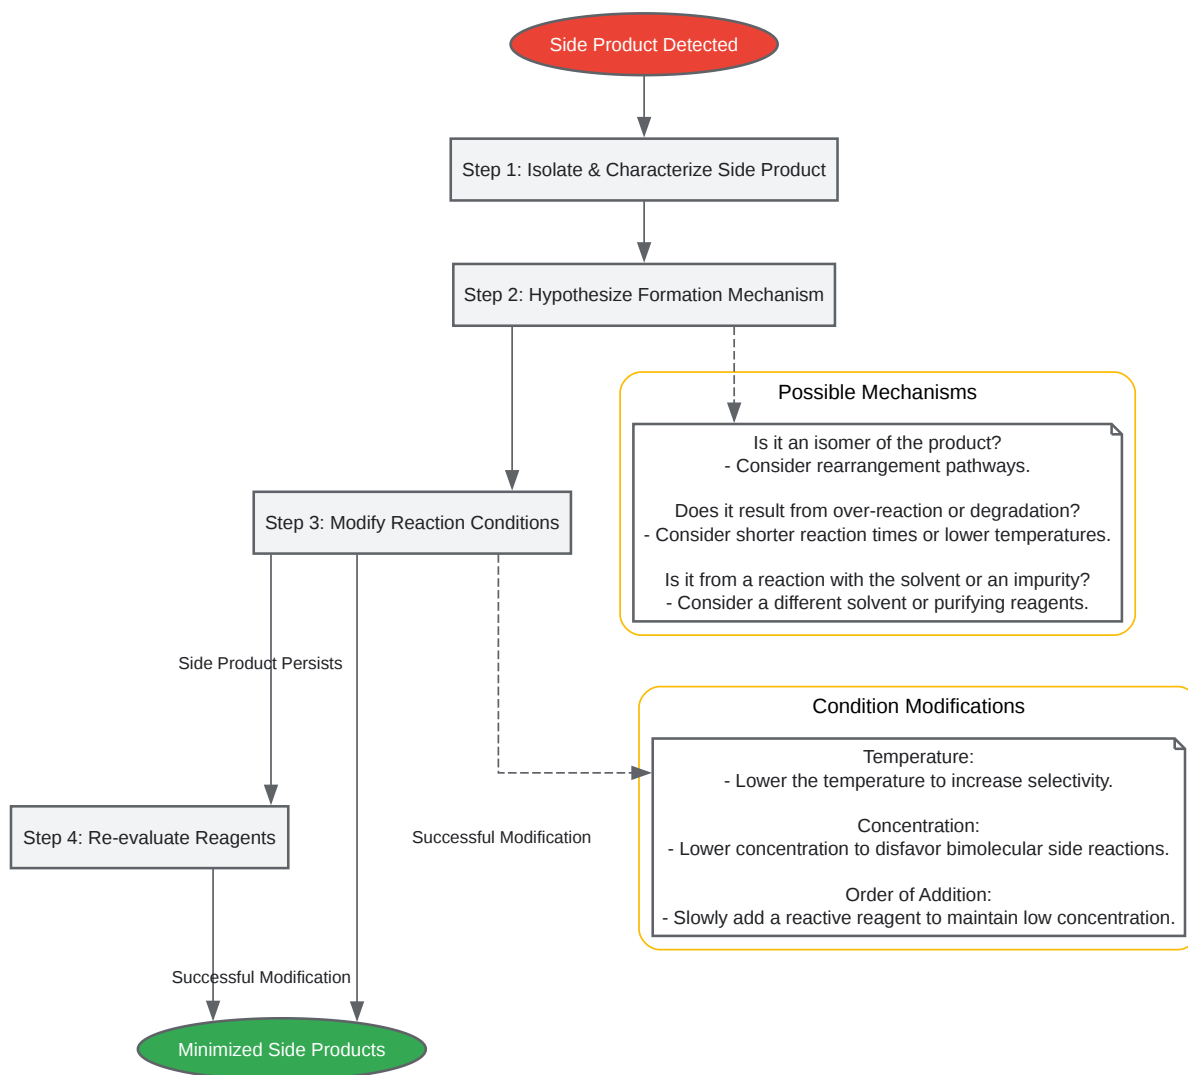 Side Product Detected
Step 1: Isolate & Characterize Side Product
Step 2: Hypothesize Formation Mechanism
Possible Mechanisms
Is it an isomer of the product?
- Consider rearrangement pathways.
Does it result from over-reaction or degradation?
- Consider shorter reaction times or lower temperatures.
Is it from a reaction with the solvent or an impurity?
- Consider a different solvent or purifying reagents.
Step 3: Modify Reaction Conditions
Side Product Persists
Condition Modifications
Temperature:
- Lower the temperature to increase selectivity.
Concentration:
- Lower concentration to disfavor bimolecular side reactions.
Order of Addition:
- Slowly add a reactive reagent to maintain low concentration.
Step 4: Re-evaluate Reagents
Successful Modification
Successful Modification
Minimized Side Products